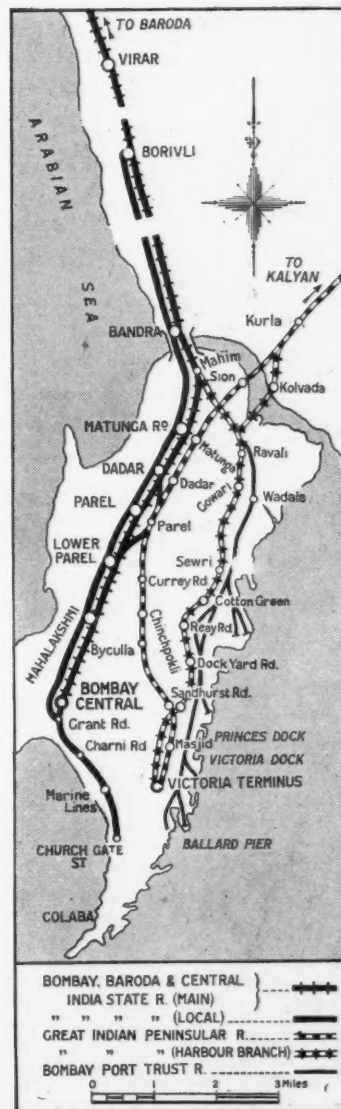 TO BARODA
VIRAR
BORIVLI
ARABIAN
SEA
TO
KALYAN
Kurla
BANDRA
Mahim
Sion
Kolvada
MATUNGA RD
Matunga
Ravali
DADAR
Dadar
Gowari
Wadala
PAREL
Parel
LOWER
PAREL
Sewri
Currey Rd
Cotton Green
MAHALAKSHMI
Chinchpokli
Reay Rd.
Byculla
Dock Yard Rd.
BOMBAY
CENTRAL
Sandhurst Rd.
Grant Rd.
PRINCES DOCK
Charni Rd
Masjid
VICTORIA DOCK
VICTORIA TERMINUS
Marine
Lines
BALLARD PIER
CHURCH GATE
ST
COLABA
BOMBAY, BARODA & CENTRAL
INDIA STATE R. (MAIN)
" " " " (LOCAL)
GREAT INDIAN PENINSULAR R.
" " " (HARBOUR BRANCH)
BOMBAY PORT TRUST R.
0 1 2 3 Miles